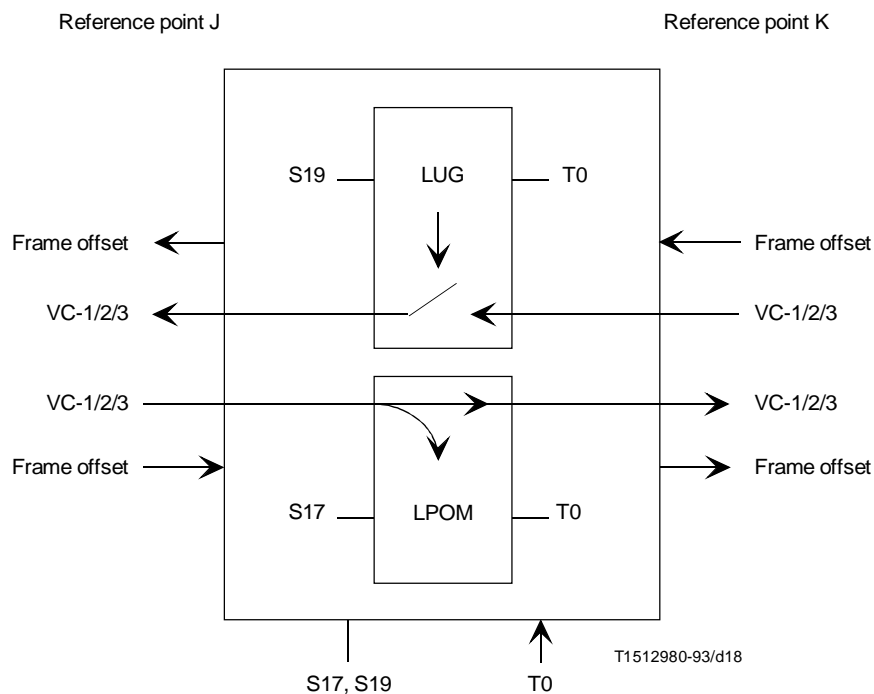 Reference point J Reference point K
S19 LUG T0
Frame offset Frame offset
VC-1/2/3 VC-1/2/3
VC-1/2/3 VC-1/2/3
Frame offset Frame offset
S17 LPOM T0
T1512980-93/d18
S17, S19 T0